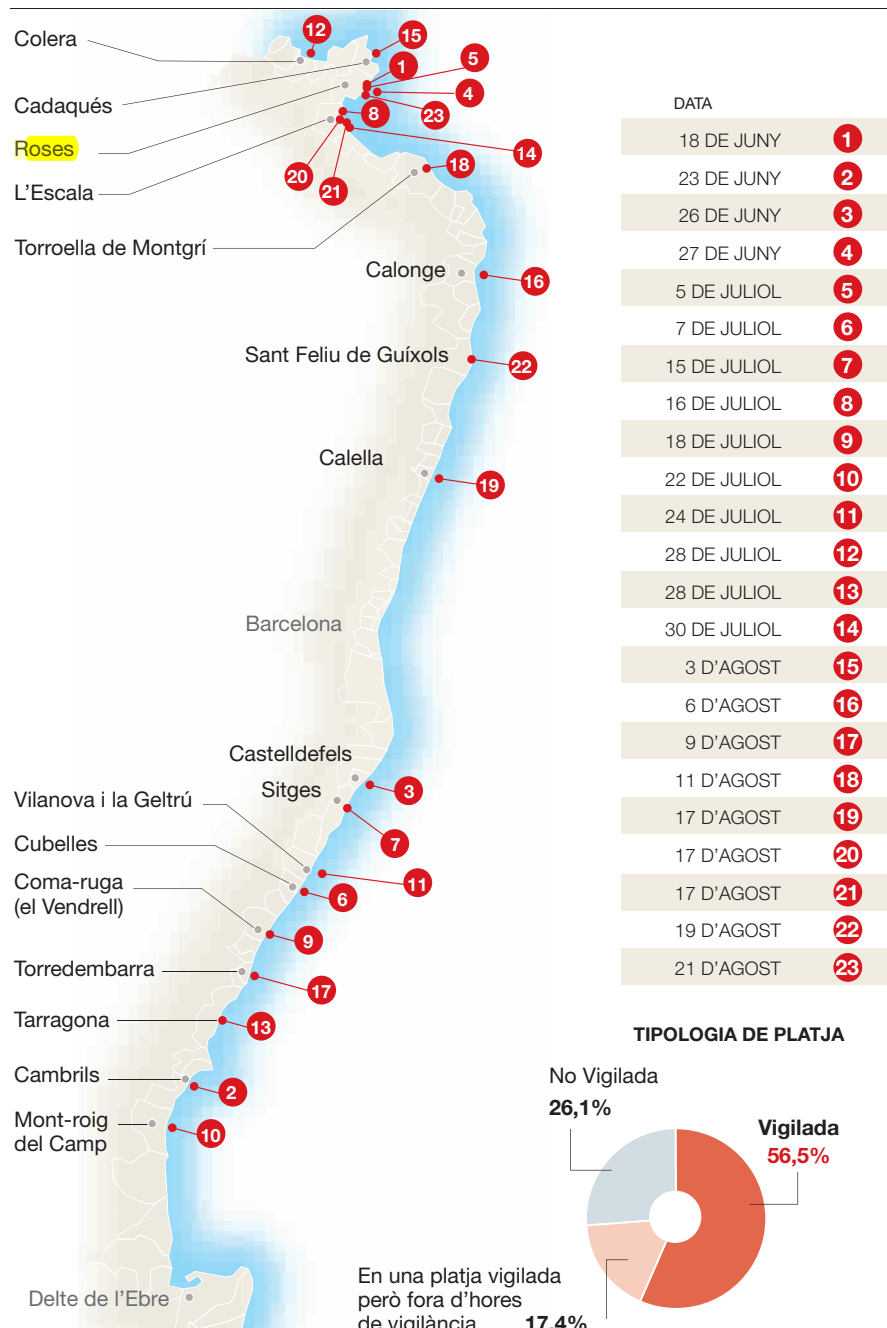 Colera
12
15
1
5
Cadaqués
4
8
23
Roses
14
20
21
18
L’Escala
Torroella de Montgrí
Calonge
16
Sant Feliu de Guíxols
22
Calella
19
Barcelona
Castelldefels
Sitges
3
Vilanova i la Geltrú
7
Cubelles
11
6
Coma-ruga
(el Vendrell)
9
Torredembarra
17
Tarragona
13
Cambrils
2
Mont-roig
del Camp
10
Delte de l’Ebre
DATA
18 DE JUNY 1
23 DE JUNY 2
26 DE JUNY 3
27 DE JUNY 4
5 DE JULIOL 5
7 DE JULIOL 6
15 DE JULIOL 7
16 DE JULIOL 8
18 DE JULIOL 9
22 DE JULIOL 10
24 DE JULIOL 11
28 DE JULIOL 12
28 DE JULIOL 13
30 DE JULIOL 14
3 D’AGOST 15
6 D’AGOST 16
9 D’AGOST 17
11 D’AGOST 18
17 D’AGOST 19
17 D’AGOST 20
17 D’AGOST 21
19 D’AGOST 22
21 D’AGOST 23
TIPOLOGIA DE PLATJA
No Vigilada
26,1%
Vigilada
56,5%
En una platja vigilada
però fora d’hores
de vigilància 17,4%